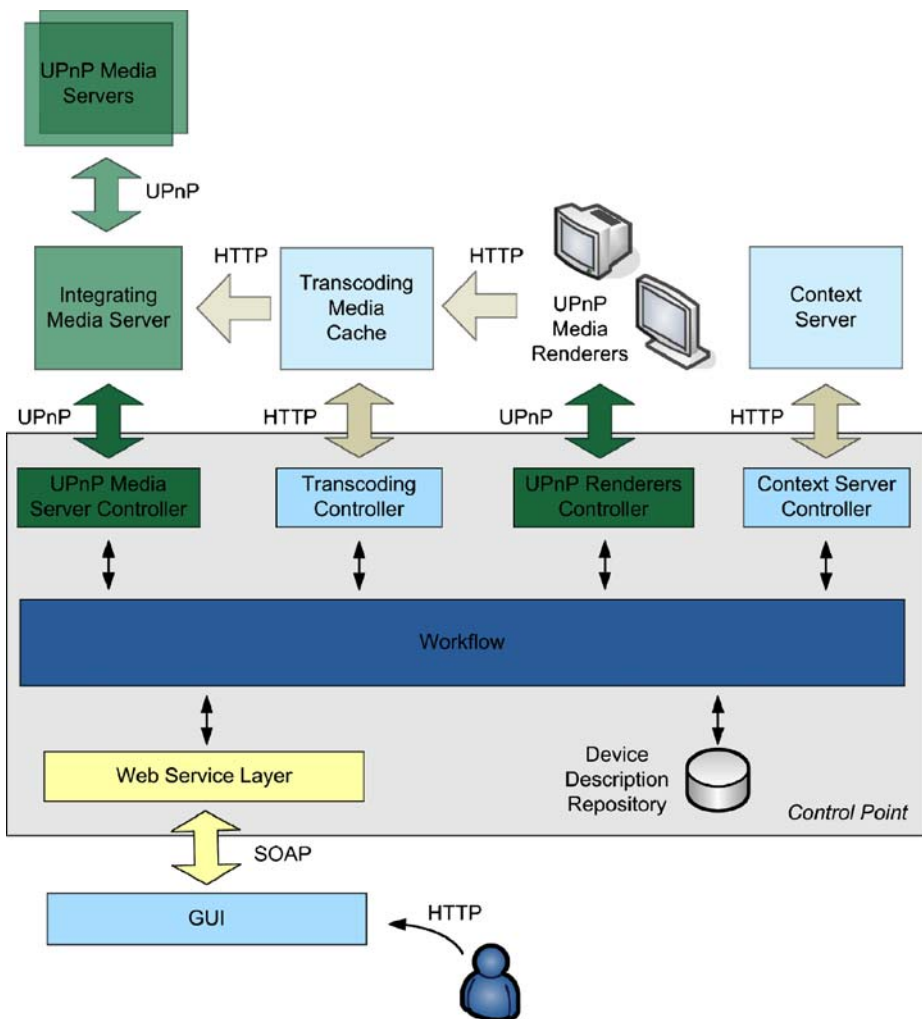 UPnP Media
Servers
UPnP
HTTP
HTTP
Integrating
Media Server
Transcoding
Media
Cache
UPnP
Media
Renderers
Context
Server
UPnP
HTTP
UPnP
HTTP
UPnP Media
Server Controller
Transcoding
Controller
UPnP Renderers
Controller
Context Server
Controller
Workflow
Web Service Layer
Device
Description
Repository
Control Point
SOAP
GUI
HTTP